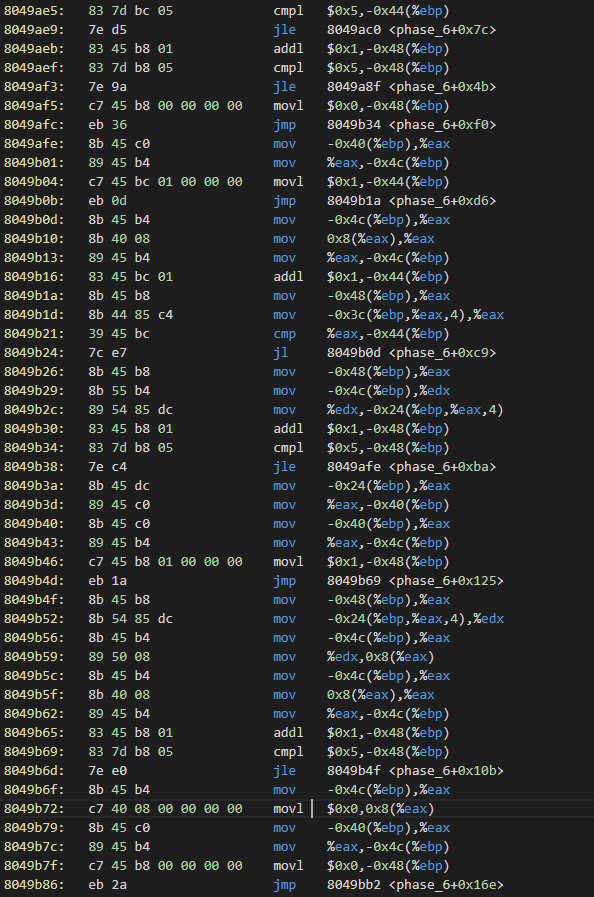 8049ae5: 83 7d bc 05 cmpl $0x5,-0x44(%ebp)
8049ae9: 7e d5 jle 8049ac0 <phase_6+0x7c>
8049aeb: 83 45 b8 01 addl $0x1,-0x48(%ebp)
8049aef: 83 7d b8 05 cmpl $0x5,-0x48(%ebp)
8049af3: 7e 9a jle 8049a8f <phase_6+0x4b>
8049af5: c7 45 b8 00 00 00 00 movl $0x0,-0x48(%ebp)
8049afc: eb 36 jmp 8049b34 <phase_6+0xf0>
8049afe: 8b 45 c0 mov -0x40(%ebp),%eax
8049b01: 89 45 b4 mov %eax,-0x4c(%ebp)
8049b04: c7 45 bc 01 00 00 00 movl $0x1,-0x44(%ebp)
8049b0b: eb 0d jmp 8049b1a <phase_6+0xd6>
8049b0d: 8b 45 b4 mov -0x4c(%ebp),%eax
8049b10: 8b 40 08 mov 0x8(%eax),%eax
8049b13: 89 45 b4 mov %eax,-0x4c(%ebp)
8049b16: 83 45 bc 01 addl $0x1,-0x44(%ebp)
8049b1a: 8b 45 b8 mov -0x48(%ebp),%eax
8049b1d: 8b 44 85 c4 mov -0x3c(%ebp,%eax,4),%eax
8049b21: 39 45 bc cmp %eax,-0x44(%ebp)
8049b24: 7c e7 jl 8049b0d <phase_6+0xc9>
8049b26: 8b 45 b8 mov -0x48(%ebp),%eax
8049b29: 8b 55 b4 mov -0x4c(%ebp),%edx
8049b2c: 89 54 85 dc mov %edx,-0x24(%ebp,%eax,4)
8049b30: 83 45 b8 01 addl $0x1,-0x48(%ebp)
8049b34: 83 7d b8 05 cmpl $0x5,-0x48(%ebp)
8049b38: 7e c4 jle 8049afe <phase_6+0xba>
8049b3a: 8b 45 dc mov -0x24(%ebp),%eax
8049b3d: 89 45 c0 mov %eax,-0x40(%ebp)
8049b40: 8b 45 c0 mov -0x40(%ebp),%eax
8049b43: 89 45 b4 mov %eax,-0x4c(%ebp)
8049b46: c7 45 b8 01 00 00 00 movl $0x1,-0x48(%ebp)
8049b4d: eb 1a jmp 8049b69 <phase_6+0x125>
8049b4f: 8b 45 b8 mov -0x48(%ebp),%eax
8049b52: 8b 54 85 dc mov -0x24(%ebp,%eax,4),%edx
8049b56: 8b 45 b4 mov -0x4c(%ebp),%eax
8049b59: 89 50 08 mov %edx,0x8(%eax)
8049b5c: 8b 45 b4 mov -0x4c(%ebp),%eax
8049b5f: 8b 40 08 mov 0x8(%eax),%eax
8049b62: 89 45 b4 mov %eax,-0x4c(%ebp)
8049b65: 83 45 b8 01 addl $0x1,-0x48(%ebp)
8049b69: 83 7d b8 05 cmpl $0x5,-0x48(%ebp)
8049b6d: 7e e0 jle 8049b4f <phase_6+0x10b>
8049b6f: 8b 45 b4 mov -0x4c(%ebp),%eax
8049b72: c7 40 08 00 00 00 00 movl $0x0,0x8(%eax)
8049b79: 8b 45 c0 mov -0x40(%ebp),%eax
8049b7c: 89 45 b4 mov %eax,-0x4c(%ebp)
8049b7f: c7 45 b8 00 00 00 00 movl $0x0,-0x48(%ebp)
8049b86: eb 2a jmp 8049bb2 <phase_6+0x16e>